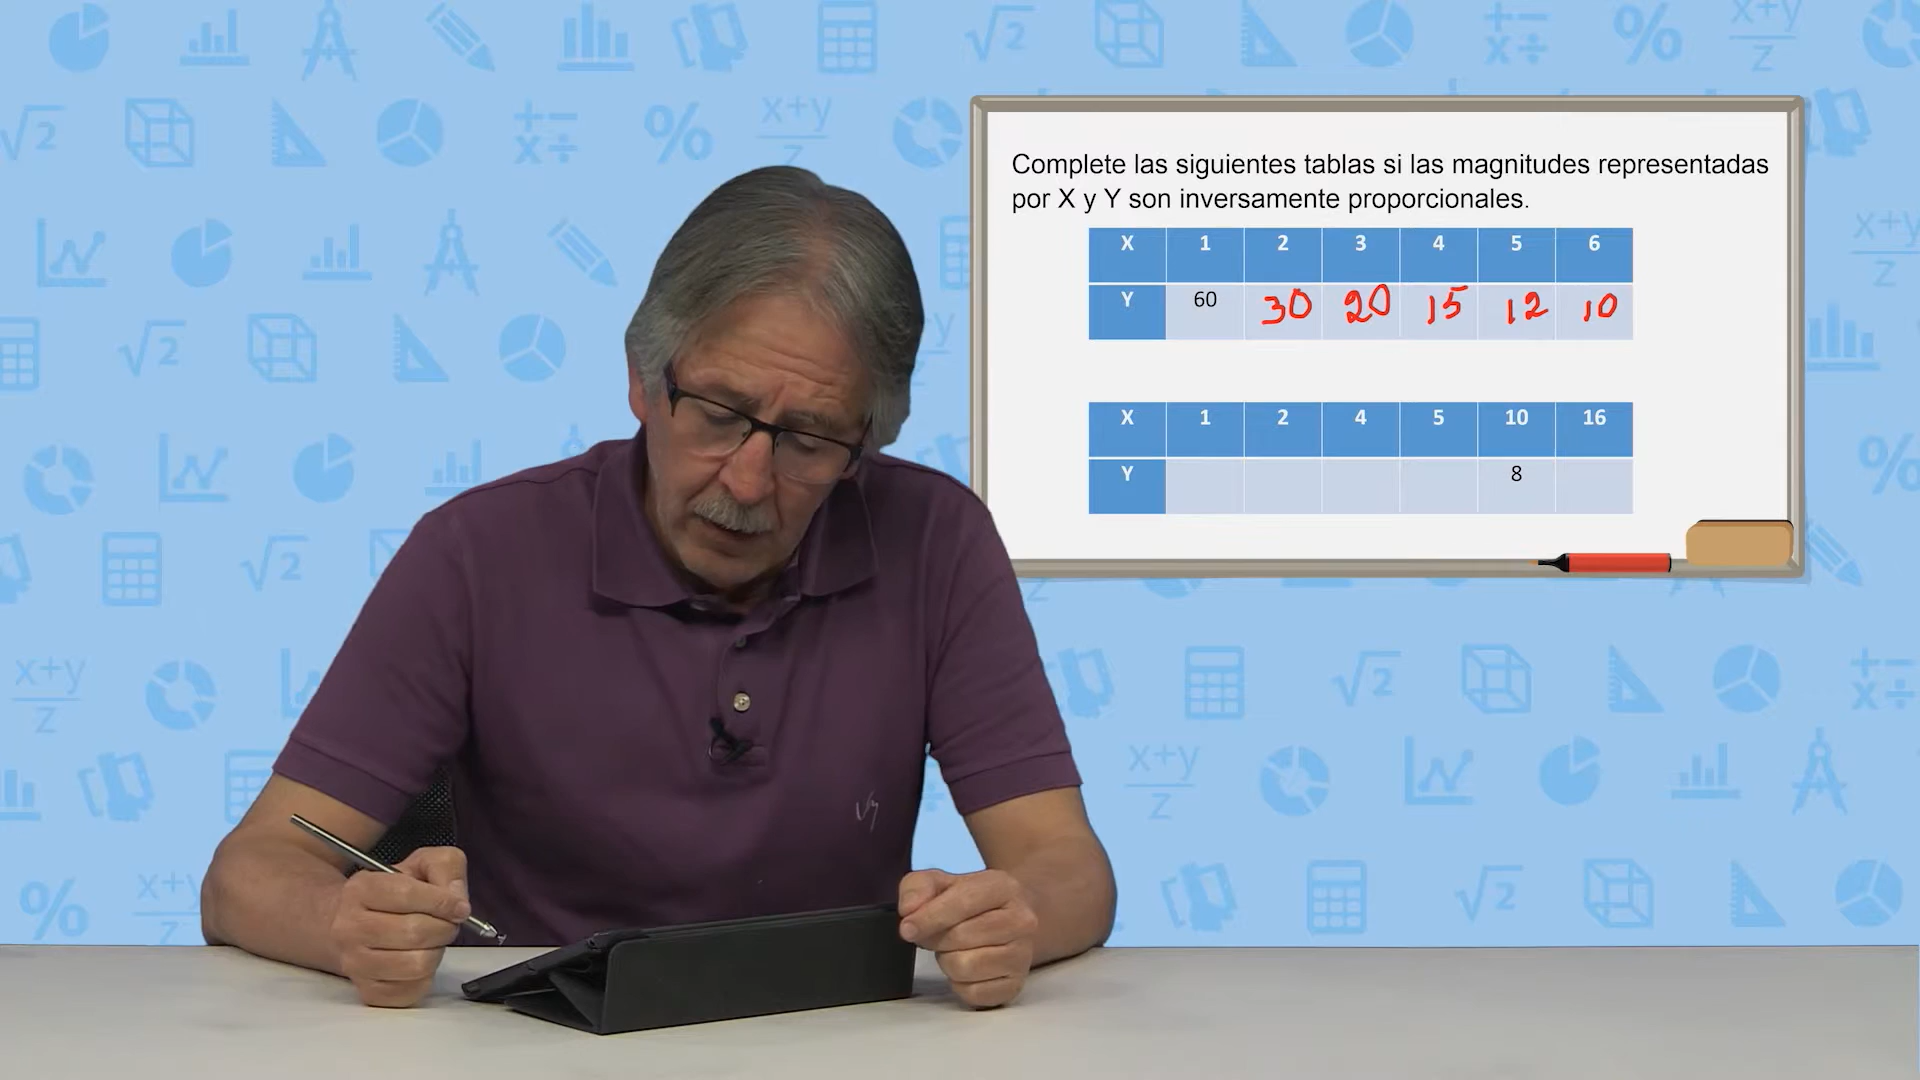 Complete las siguientes tablas si las magnitudes representadas
por X y Y son inversamente proporcionales.
X 1 2 3 4 5 6
Y 60 30 20 15 12 10
X 1 2 4 5 10 16
Y 8